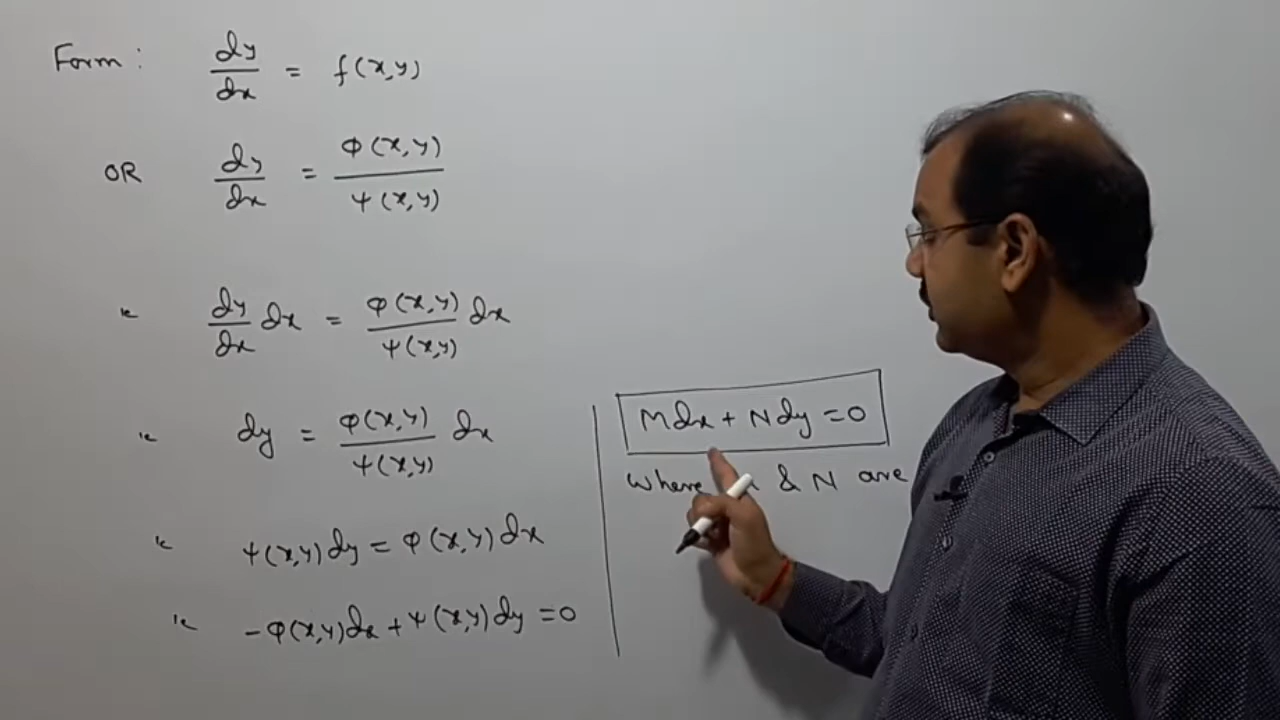 Form: dy/dx = f(x,y)
OR dy/dx = Φ(x,y)/Ψ(x,y)
dy/dx dx = Φ(x,y)/Ψ(x,y) dx
dy = Φ(x,y)/Ψ(x,y) dx
Ψ(x,y)dy = Φ(x,y)dx
-Φ(x,y)dx + Ψ(x,y)dy = 0
Mdx + Ndy = 0
where & N are